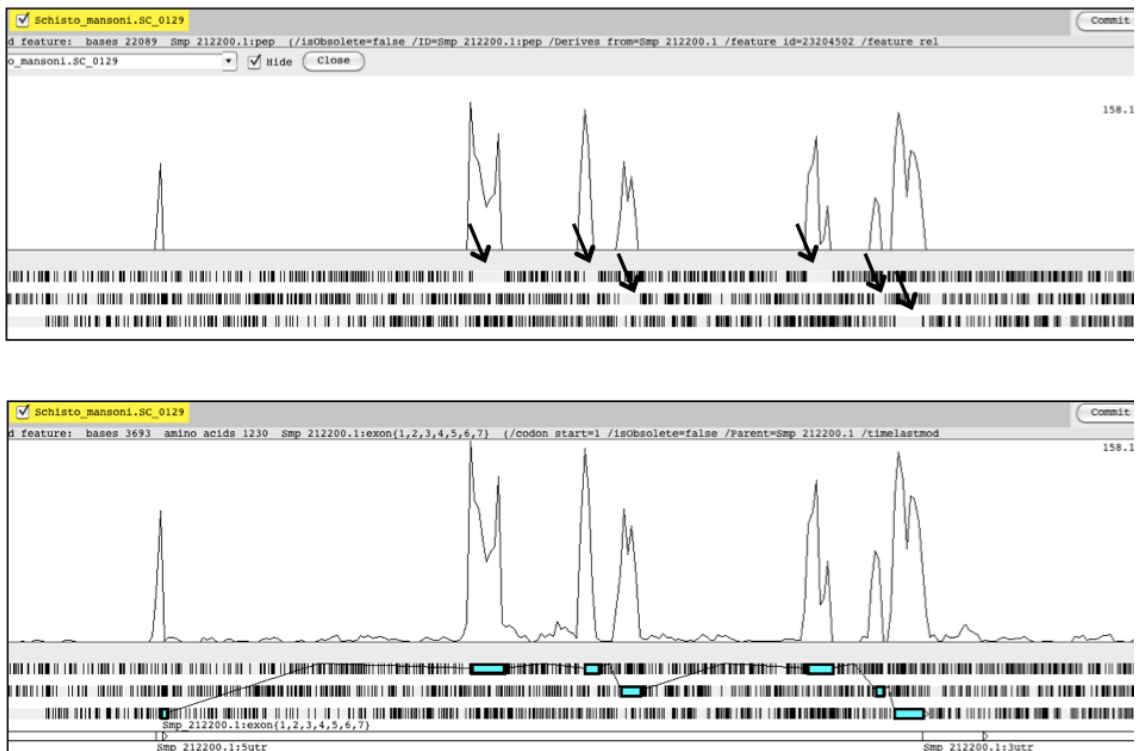 Schisto_mansoni.SC_0129
Commit
d feature: bases 22089 Smp 212200.1:pep (/isObsolete=false /ID=Smp 212200.1:pep /Derives from=Smp 212200.1 /feature id=23204502 /feature rel
o_mansoni.SC_0129 Hide Close
158.1
Schisto_mansoni.SC_0129
Commit
d feature: bases 3693 amino acids 1230 Smp 212200.1:exon{1,2,3,4,5,6,7} (/codon start=1 /isObsolete=false /Parent=Smp 212200.1 /timelastmod
158.1
Smp_212200.1:exon{1,2,3,4,5,6,7}
Smp 212200.1:5utr
Smp 212200.1:3utr